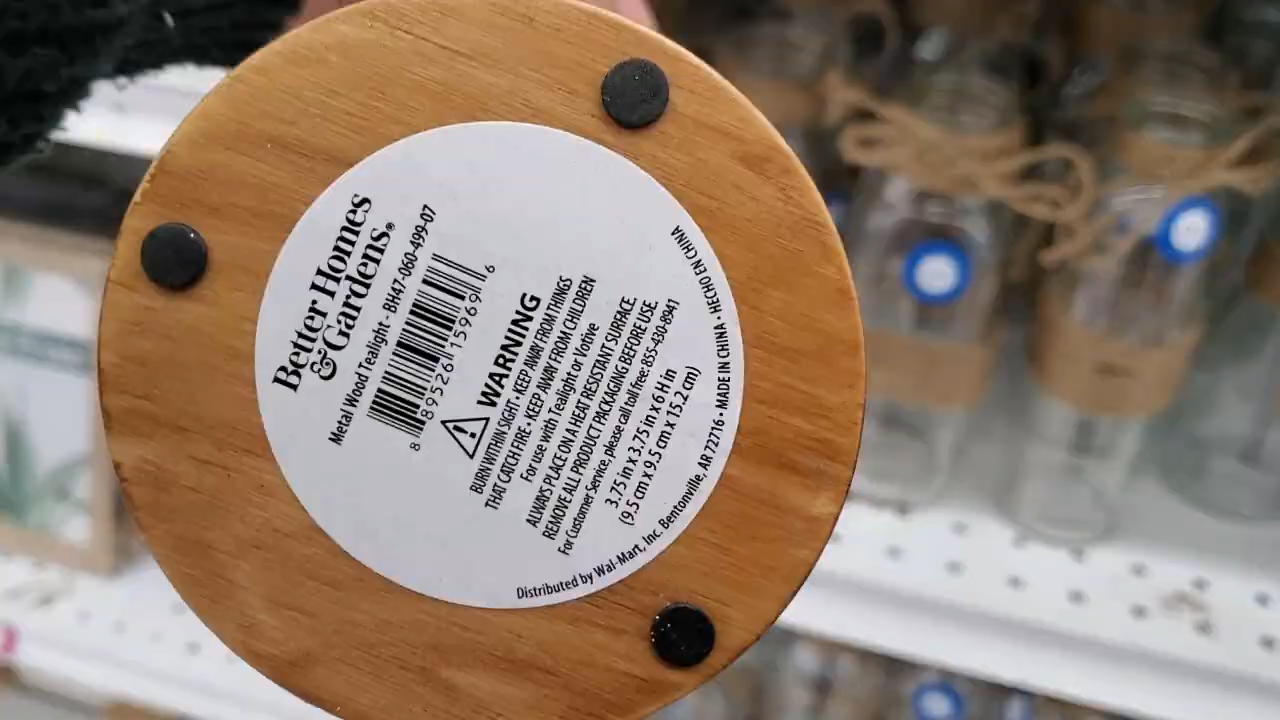 Better Homes
& Gardens®
Metal Wood Tealight - BH47-060-499-07
8 89526 15969 6
WARNING
BURN WITHIN SIGHT • KEEP AWAY FROM THINGS
THAT CATCH FIRE • KEEP AWAY FROM CHILDREN
For use with Tealight or Votive
ALWAYS PLACE ON A HEAT RESISTANT SURFACE.
REMOVE ALL PRODUCT PACKAGING BEFORE USE.
For Customer Service, please call toll free: 855-430-8941
3.75 in x 3.75 in x 6 H in
(9.5 cm x 9.5 cm x 15.2 cm)
Distributed by Wal-Mart, Inc. Bentonville, AR 72716 • MADE IN CHINA • HECHO EN CHINA